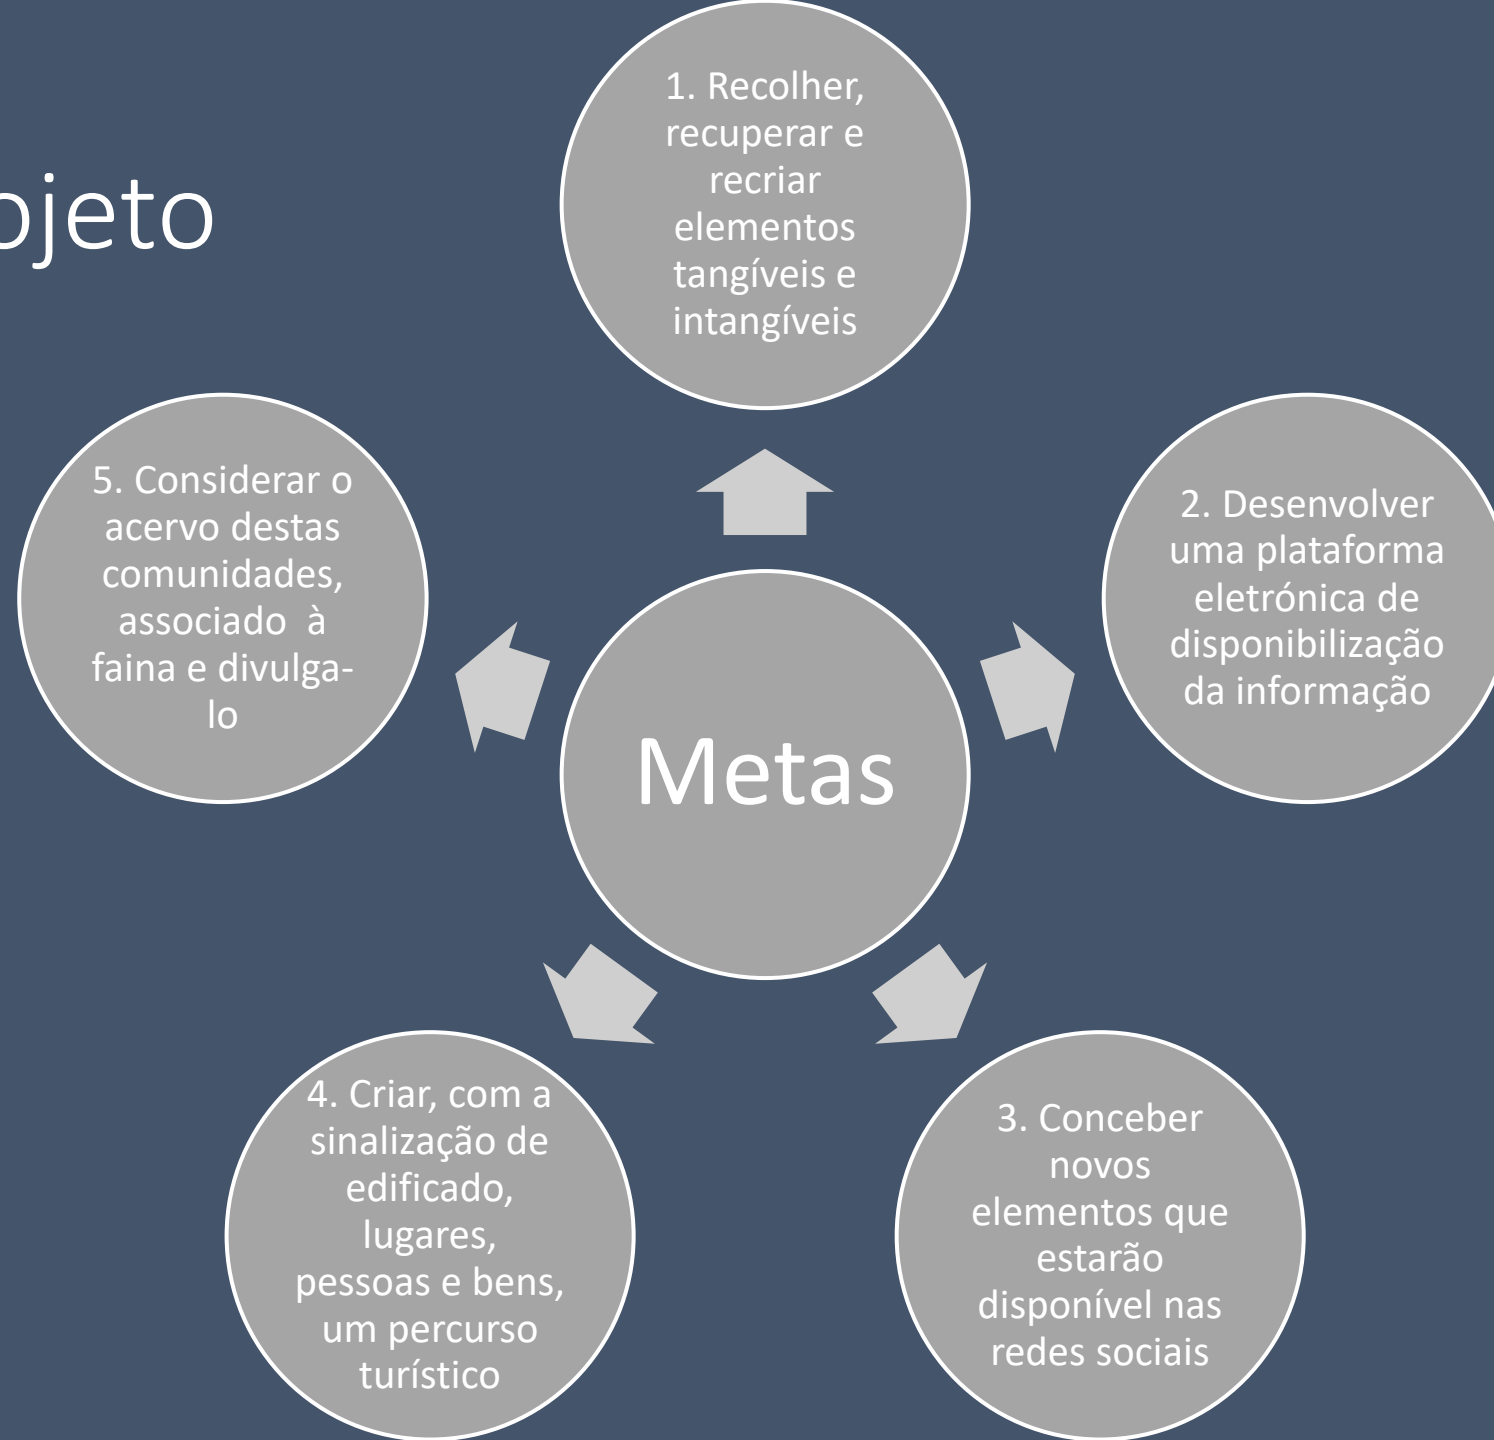 ojeto
1. Recolher,
recuperar e
recriar
elementos
tangíveis e
intangíveis
2. Desenvolver
uma plataforma
eletrónica de
disponibilização
da informação
3. Conceber
novos
elementos que
estarão
disponível nas
redes sociais
4. Criar, com a
sinalização de
edificado,
lugares,
pessoas e bens,
um percurso
turístico
5. Considerar o
acervo destas
comunidades,
associado à
faina e divulga-
lo
Metas